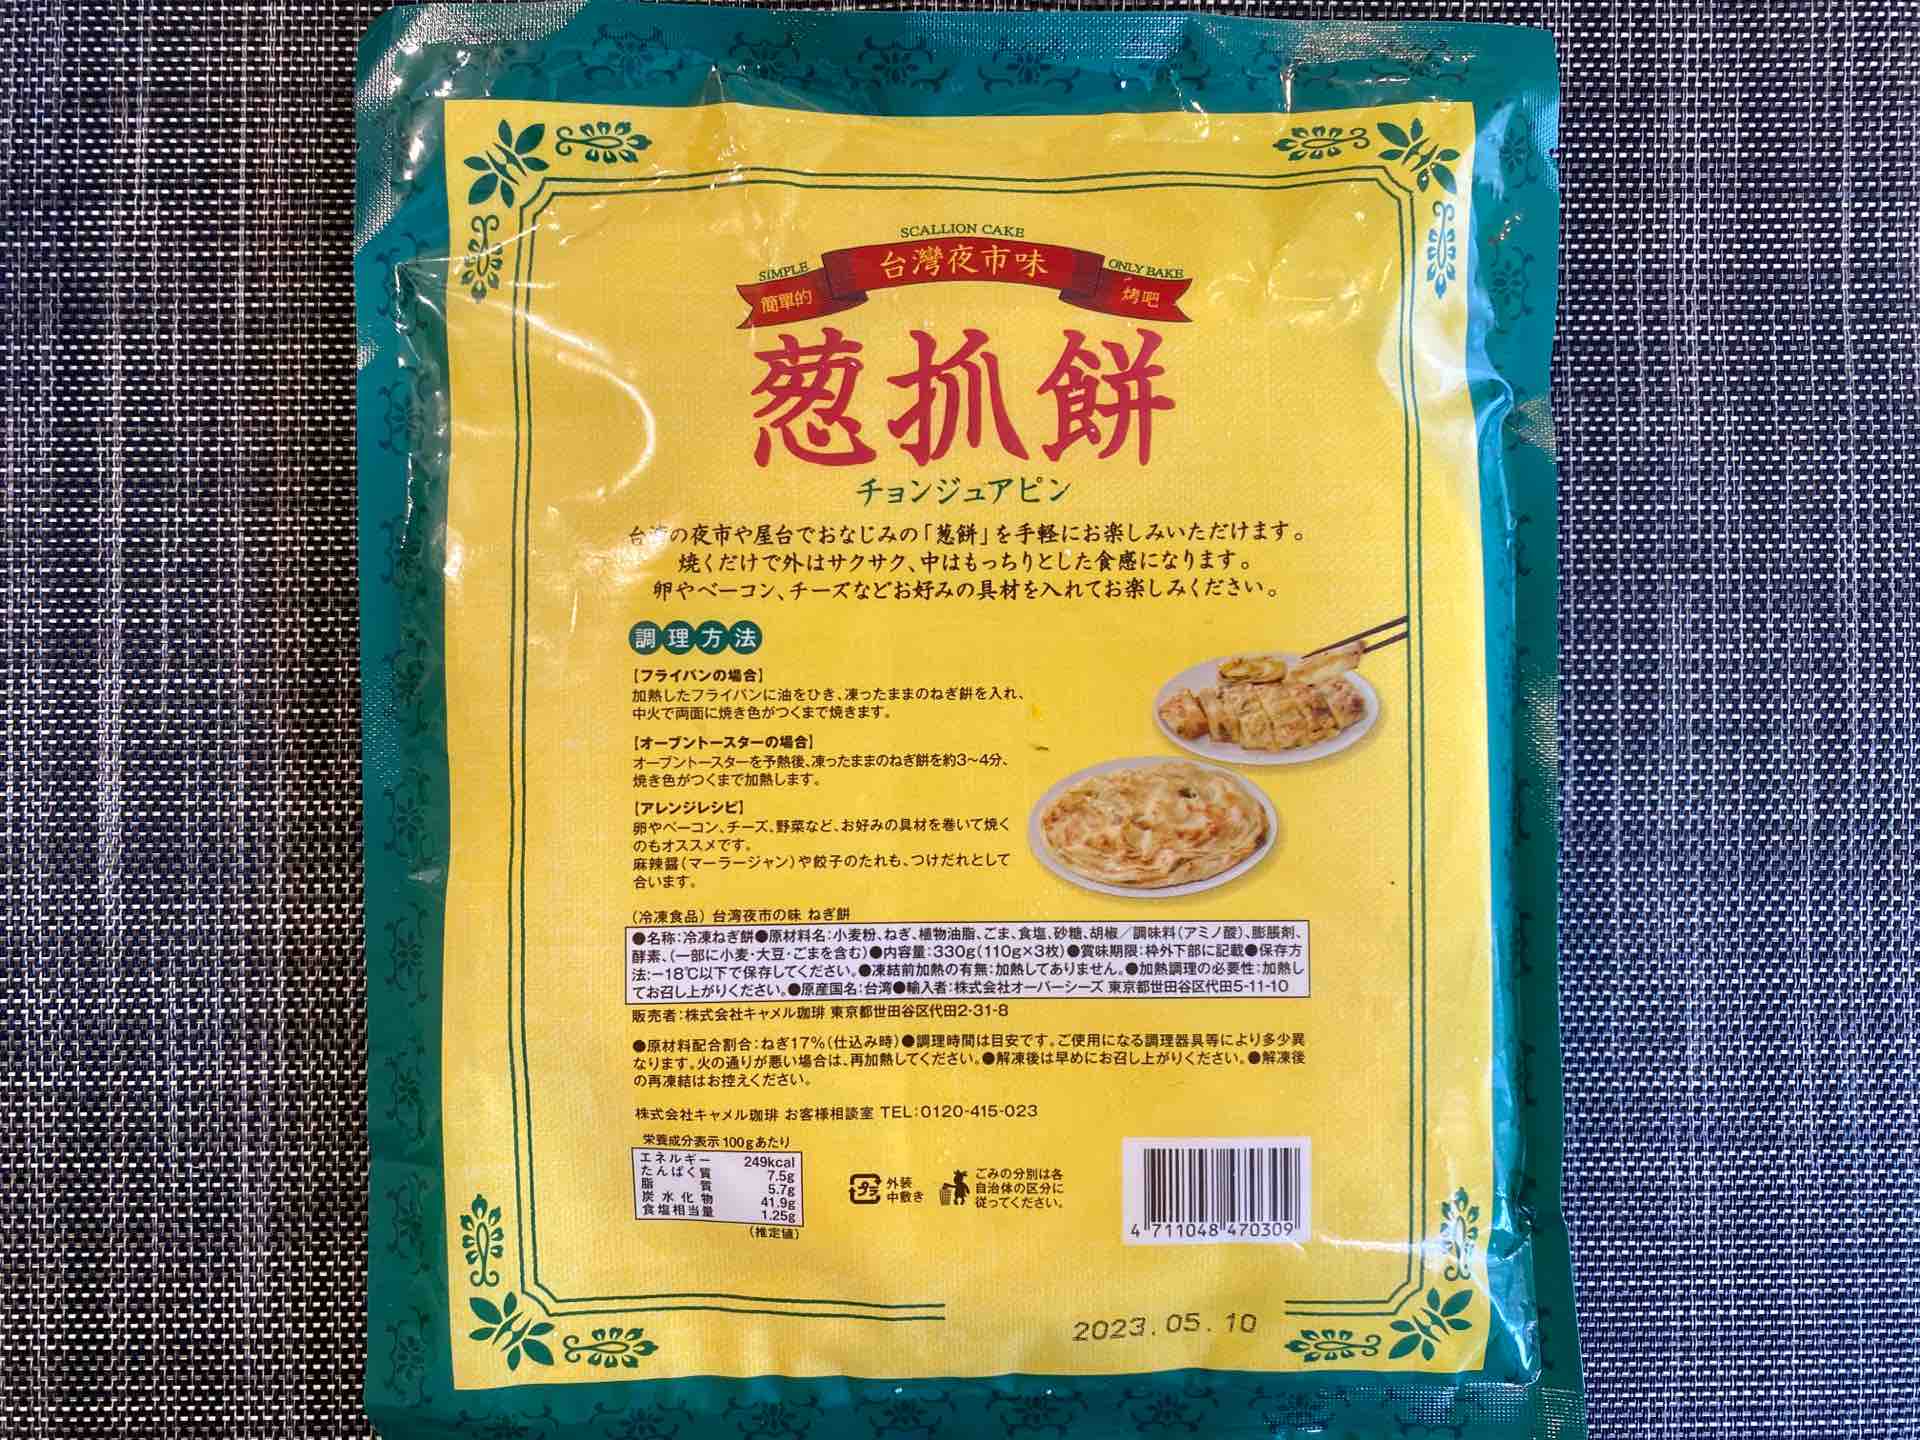 SCALLION CAKE
SIMPLE 台灣夜市味 ONLY BAKE
簡單的 烤吧
葱抓餅
チョンジュアピン
台湾の夜市や屋台でおなじみの「葱餅」を手軽にお楽しみいただけます。
焼くだけで外はサクサク、中はもっちりとした食感になります。
卵やベーコン、チーズなどお好みの具材を入れてお楽しみください。
調理方法
【フライパンの場合】
加熱したフライパンに油をひき、凍ったままのねぎ餅を入れ、
中火で両面に焼き色がつくまで焼きます。
【オーブントースターの場合】
オーブントースターを予熱後、凍ったままのねぎ餅を約3〜4分、
焼き色がつくまで加熱します。
【アレンジレシピ】
卵やベーコン、チーズ、野菜など、お好みの具材を巻いて焼く
のもオススメです。
麻辣醤(マーラージャン)や餃子のたれも、つけだれとして
合います。
(冷凍食品) 台湾夜市の味 ねぎ餅
●名称:冷凍ねぎ餅●原材料名:小麦粉、ねぎ、植物油脂、ごま、食塩、砂糖、胡椒/調味料(アミノ酸)、膨脹剤、
酵素、(一部に小麦・大豆・ごまを含む)●内容量:330g(110g×3枚)●賞味期限:枠外下部に記載●保存方
法:−18℃以下で保存してください。●凍結前加熱の有無:加熱してありません。●加熱調理の必要性:加熱し
てお召し上がりください。●原産国名:台湾●輸入者:株式会社オーバーシーズ 東京都世田谷区代田5-11-10
販売者:株式会社キャメル珈琲 東京都世田谷区代田2-31-8
●原材料配合割合:ねぎ17%(仕込み時)●調理時間は目安です。ご使用になる調理器具等により多少異
なります。火の通りが悪い場合は、再加熱してください。●解凍後は早めにお召し上がりください。●解凍後
の再凍結はお控えください。
株式会社キャメル珈琲 お客様相談室 TEL:0120-415-023
栄養成分表示100gあたり
エネルギー 249kcal
たんぱく質 7.5g
脂質 5.7g
炭水化物 41.9g
食塩相当量 1.25g
(推定値)
プラ 外装
中敷き
ごみの分別は各
自治体の区分に
従ってください。
4 711048 470309
2023.05.10